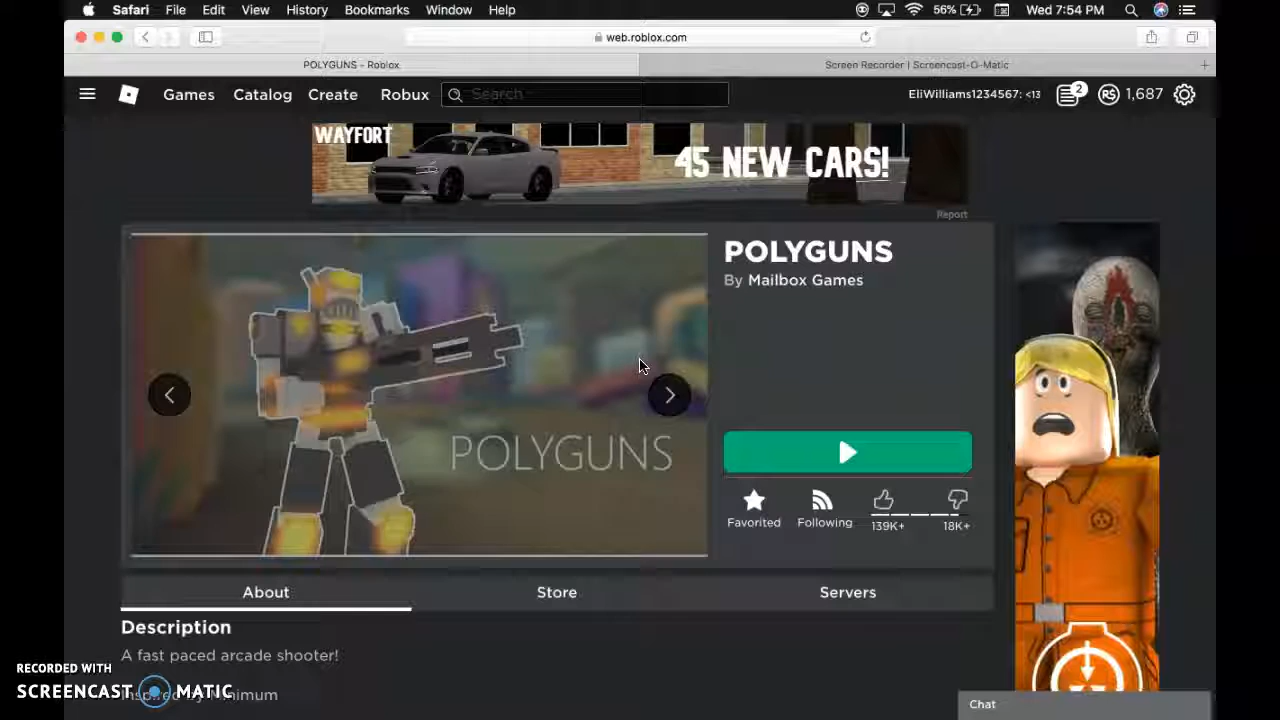 Safari File Edit View History Bookmarks Window Help 56% Wed 7:54 PM
web.roblox.com
POLYGUNS - Roblox Screen Recorder | Screencast-O-Matic
Games Catalog Create Robux Search EliWilliams1234567: <13 2 R$ 1,687
WAYFORT
45 NEW CARS!
Report
POLYGUNS
By Mailbox Games
POLYGUNS
Favorited Following 139K+ 18K+
About Store Servers
Description
A fast paced arcade shooter!
Inspired by Minimum
RECORDED WITH
SCREENCAST MATIC
Chat